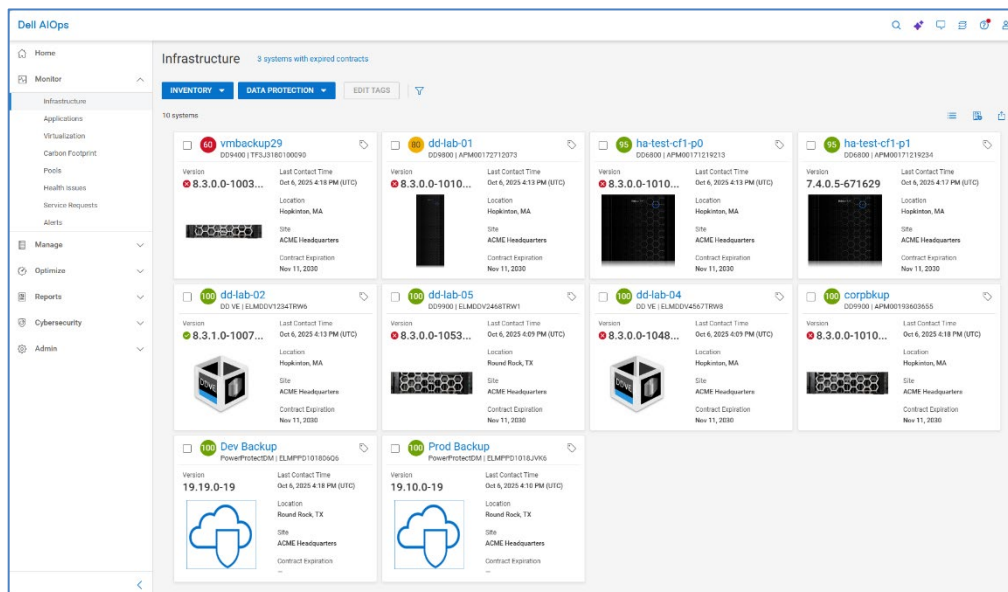 Dell AIOps
Home
Monitor
Infrastructure
Applications
Virtualization
Carbon Footprint
Pools
Health Issues
Service Requests
Alerts
Manage
Optimize
Reports
Cybersecurity
Admin
Infrastructure 3 systems with expired contracts
INVENTORY DATA PROTECTION EDIT TAGS
10 systems
60 vmbackup29
DD9400 | TF3J3180100090
Version
8.3.0.0-1003...
Last Contact Time
Oct 6, 2025 4:18 PM (UTC)
Location
Hopkinton, MA
Site
ACME Headquarters
Contract Expiration
Nov 11, 2030
80 dd-lab-01
DD9800 | APM00172712073
Version
8.3.0.0-1010...
Last Contact Time
Oct 6, 2025 4:13 PM (UTC)
Location
Hopkinton, MA
Site
ACME Headquarters
Contract Expiration
Nov 11, 2030
95 ha-test-cf1-p0
DD6800 | APM00171219213
Version
8.3.0.0-1010...
Last Contact Time
Oct 6, 2025 4:13 PM (UTC)
Location
Hopkinton, MA
Site
ACME Headquarters
Contract Expiration
Nov 11, 2030
95 ha-test-cf1-p1
DD6800 | APM00171219234
Version
7.4.0.5-671629
Last Contact Time
Oct 6, 2025 4:17 PM (UTC)
Location
Hopkinton, MA
Site
ACME Headquarters
Contract Expiration
Nov 11, 2030
100 dd-lab-02
DD VE | ELMDDV1234TRW6
Version
8.3.1.0-1007...
Last Contact Time
Oct 6, 2025 4:13 PM (UTC)
Location
Hopkinton, MA
Site
ACME Headquarters
Contract Expiration
Nov 11, 2030
DDVE
100 dd-lab-05
DD9900 | ELMDDV2468TRW1
Version
8.3.0.0-1053...
Last Contact Time
Oct 6, 2025 4:09 PM (UTC)
Location
Round Rock, TX
Site
ACME Headquarters
Contract Expiration
Nov 11, 2030
100 dd-lab-04
DD VE | ELMDDV4567TRW8
Version
8.3.0.0-1048...
Last Contact Time
Oct 6, 2025 4:09 PM (UTC)
Location
Hopkinton, MA
Site
ACME Headquarters
Contract Expiration
Nov 11, 2030
DDVE
100 corpbkup
DD9900 | APM00193603655
Version
8.3.0.0-1010...
Last Contact Time
Oct 6, 2025 4:18 PM (UTC)
Location
Hopkinton, MA
Site
ACME Headquarters
Contract Expiration
Nov 11, 2030
100 Dev Backup
PowerProtectDM | ELMPPD101806Q6
Version
19.19.0-19
Last Contact Time
Oct 6, 2025 4:18 PM (UTC)
Location
Round Rock, TX
Site
ACME Headquarters
Contract Expiration
--
100 Prod Backup
PowerProtectDM | ELMPPD1018JVK6
Version
19.10.0-19
Last Contact Time
Oct 6, 2025 4:10 PM (UTC)
Location
Round Rock, TX
Site
ACME Headquarters
Contract Expiration
--